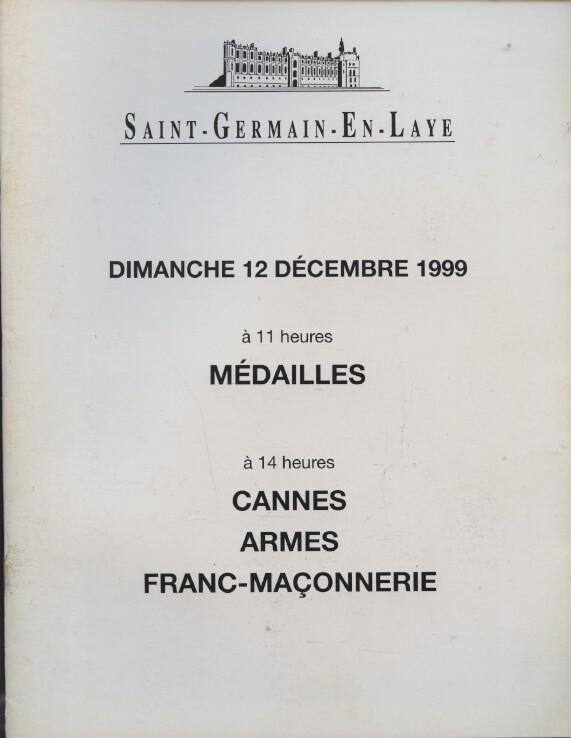 SAINT-GERMAIN-EN-LAYE
DIMANCHE 12 DÉCEMBRE 1999
à 11 heures
MÉDAILLES
à 14 heures
CANNES
ARMES
FRANC-MAÇONNERIE